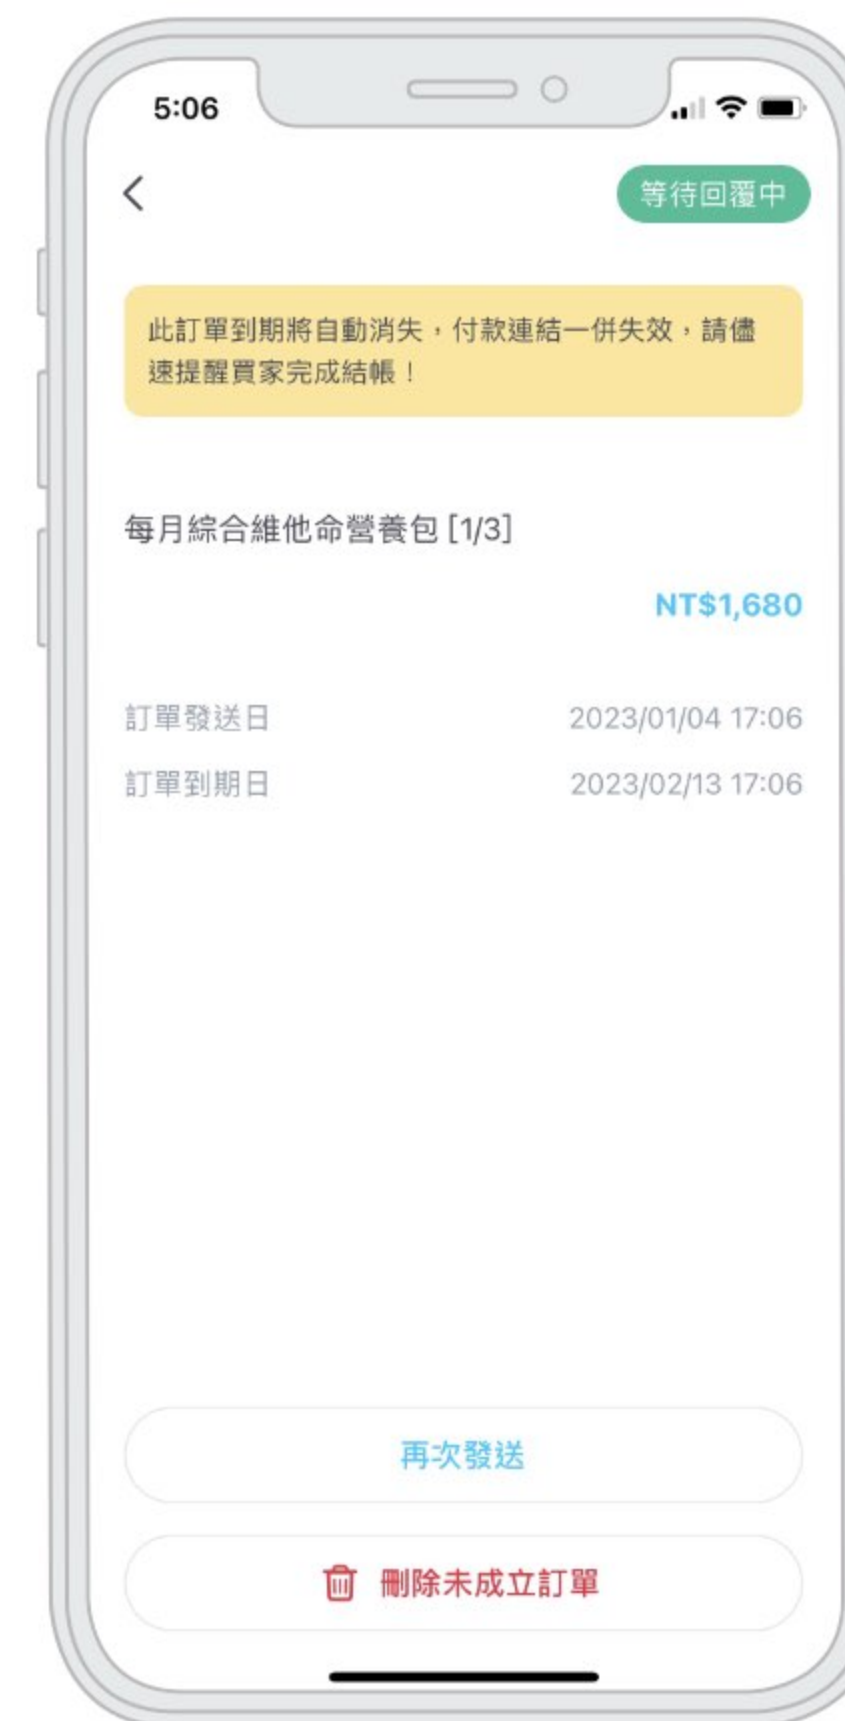 5:06
等待回覆中
此訂單到期將自動消失，付款連結一併失效，請儘
速提醒買家完成結帳！
每月綜合維他命營養包 [1/3]
NT$1,680
訂單發送日 2023/01/04 17:06
訂單到期日 2023/02/13 17:06
再次發送
刪除未成立訂單